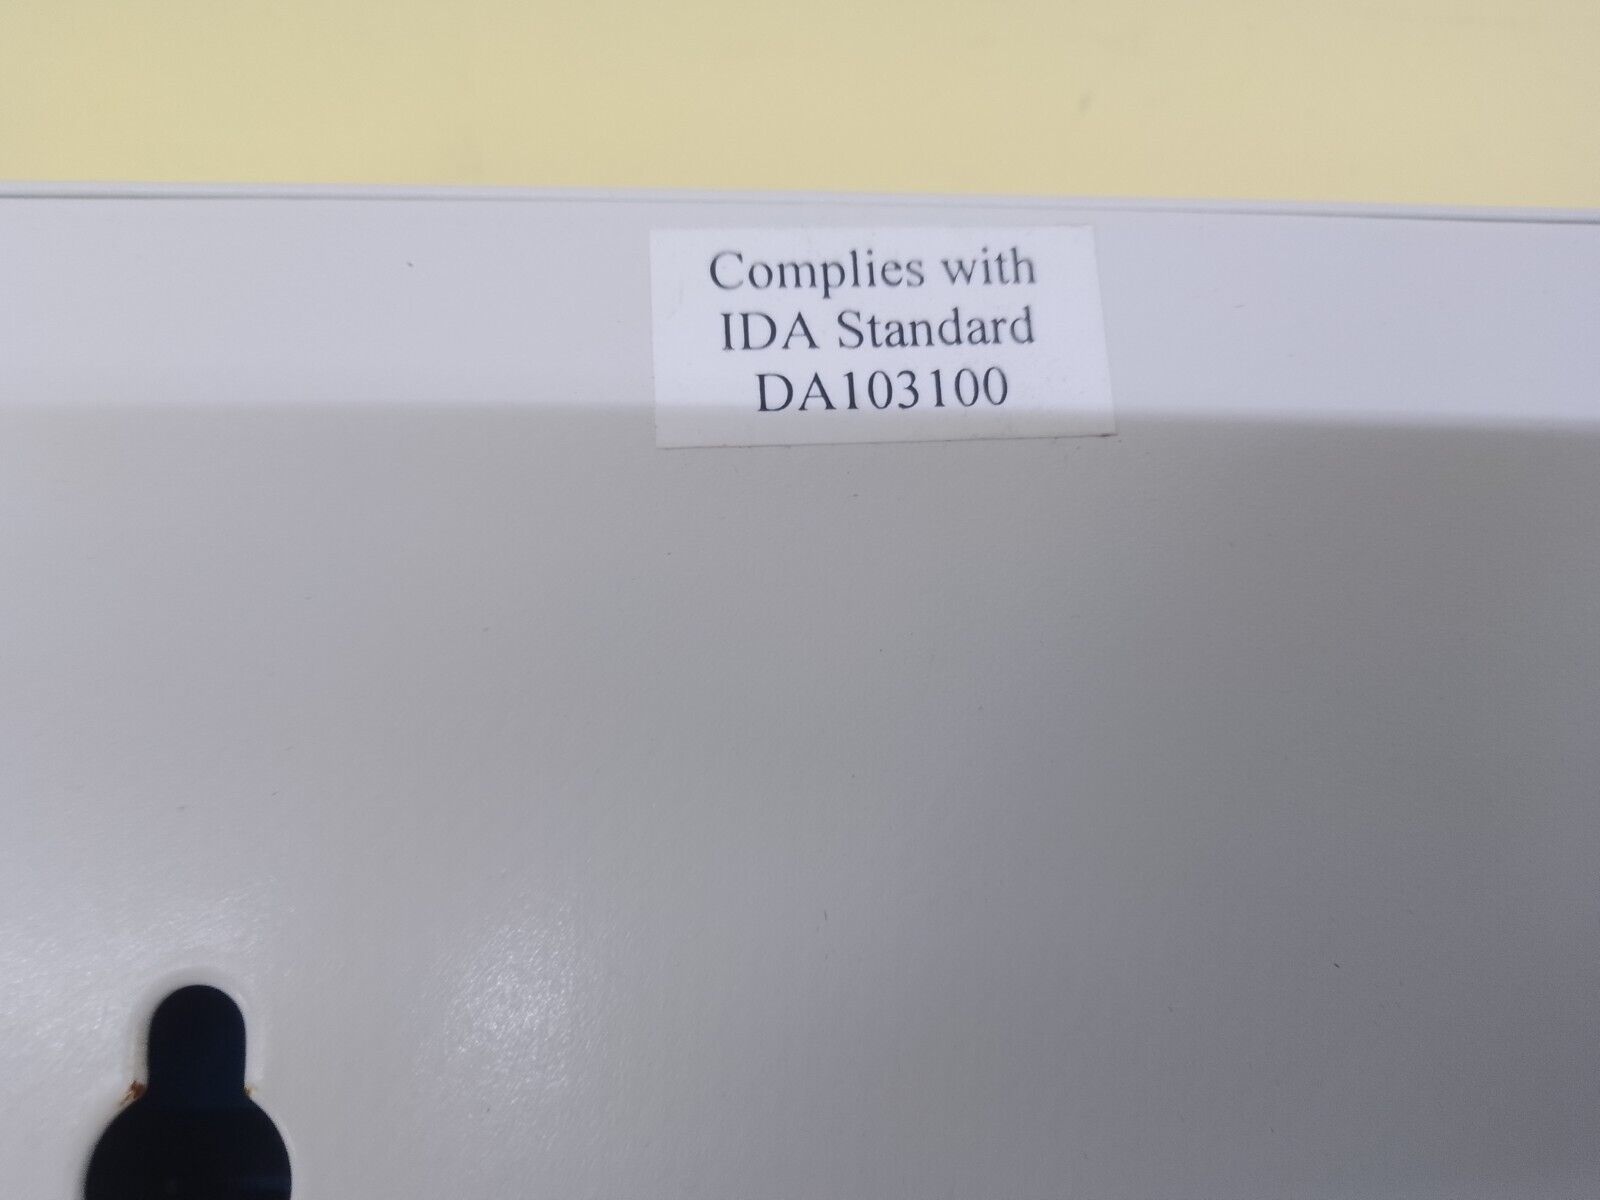 Complies with
IDA Standard
DA103100